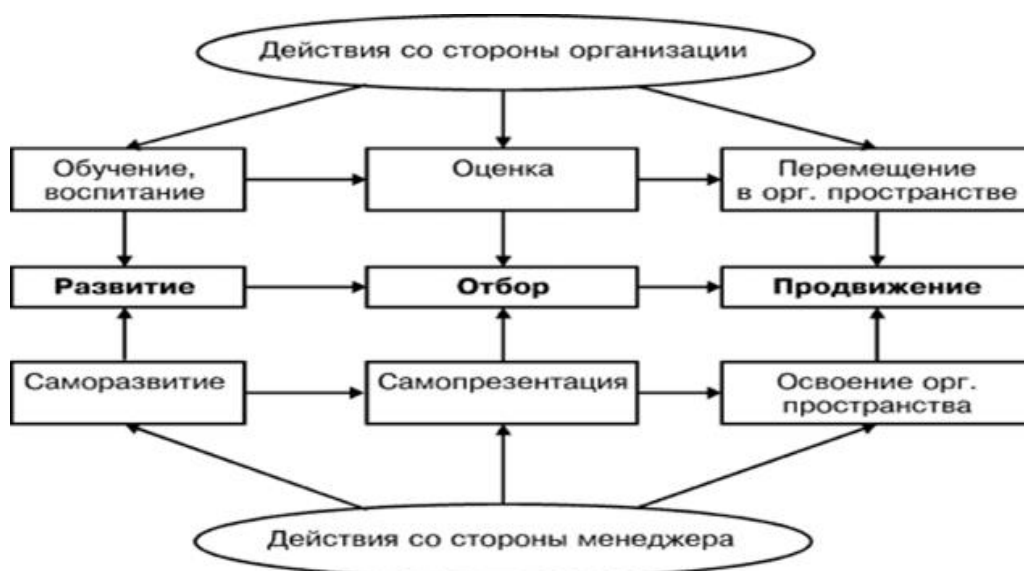 Действия со стороны организации
Обучение,
воспитание
Оценка
Перемещение
в орг. пространстве
Развитие
Отбор
Продвижение
Саморазвитие
Самопрезентация
Освоение орг.
пространства
Действия со стороны менеджера